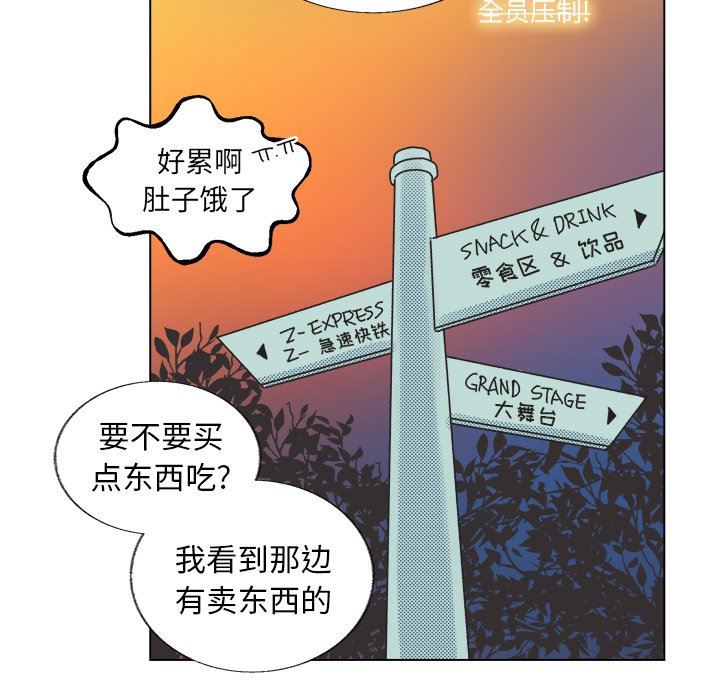 全员压制!
好累啊 ㅠ.ㅠ
肚子饿了
SNACK & DRINK
零食区 & 饮品
Z-EXPRESS
Z- 急速快铁
GRAND STAGE
大舞台
要不要买
点东西吃?
我看到那边
有卖东西的